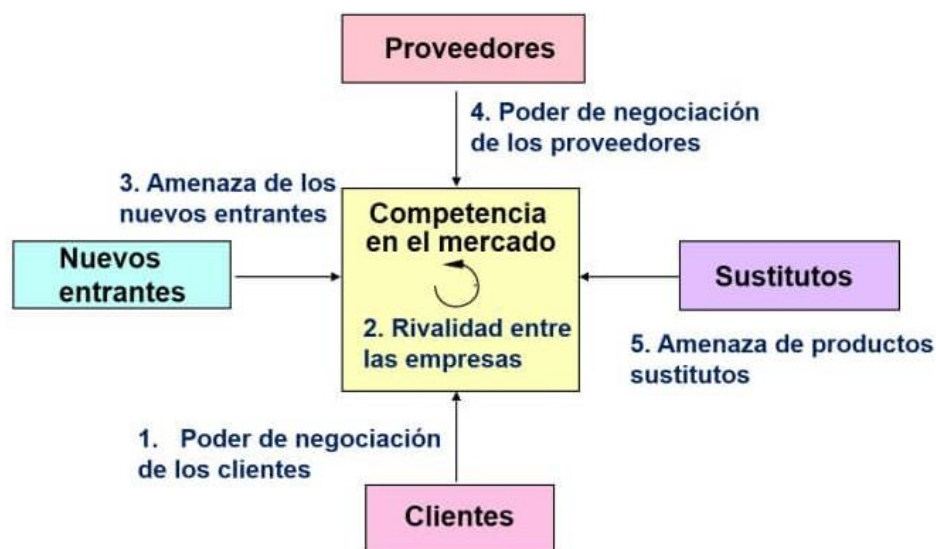 Proveedores
4. Poder de negociación
de los proveedores
3. Amenaza de los
nuevos entrantes
Competencia
en el mercado
Nuevos
entrantes
Sustitutos
2. Rivalidad entre
las empresas
5. Amenaza de productos
sustitutos
1. Poder de negociación
de los clientes
Clientes